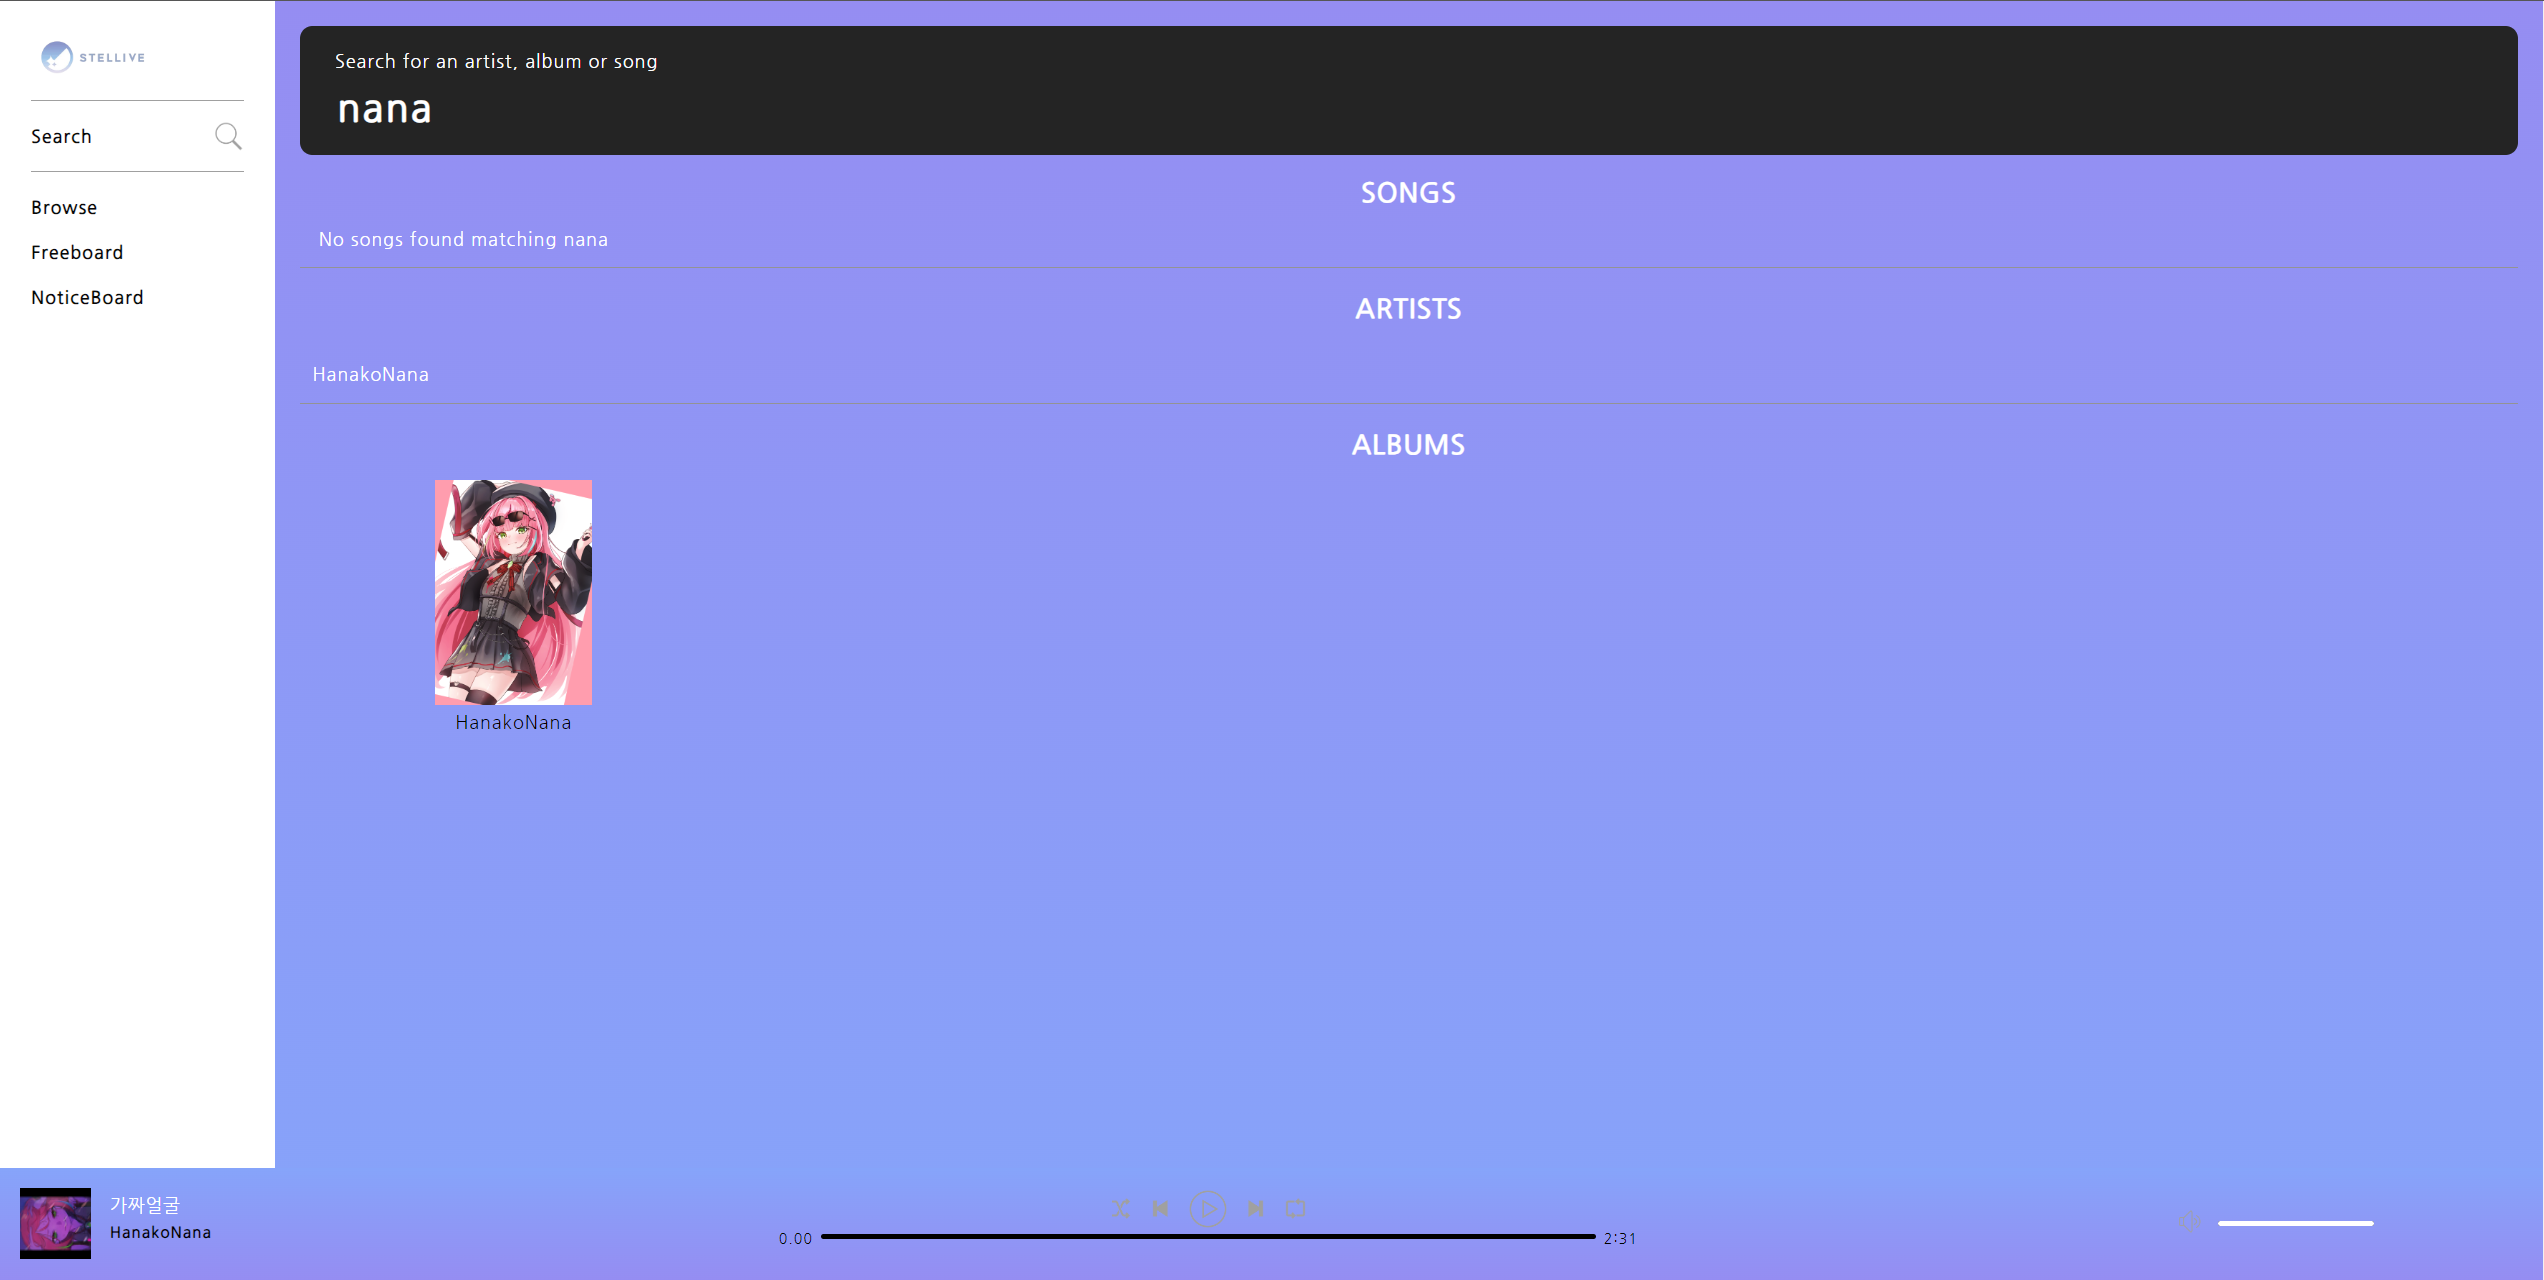 STELLIVE
Search
Browse
Freeboard
NoticeBoard
Search for an artist, album or song
nana
SONGS
No songs found matching nana
ARTISTS
HanakoNana
ALBUMS
HanakoNana
가짜얼굴
HanakoNana
0.00
2:31